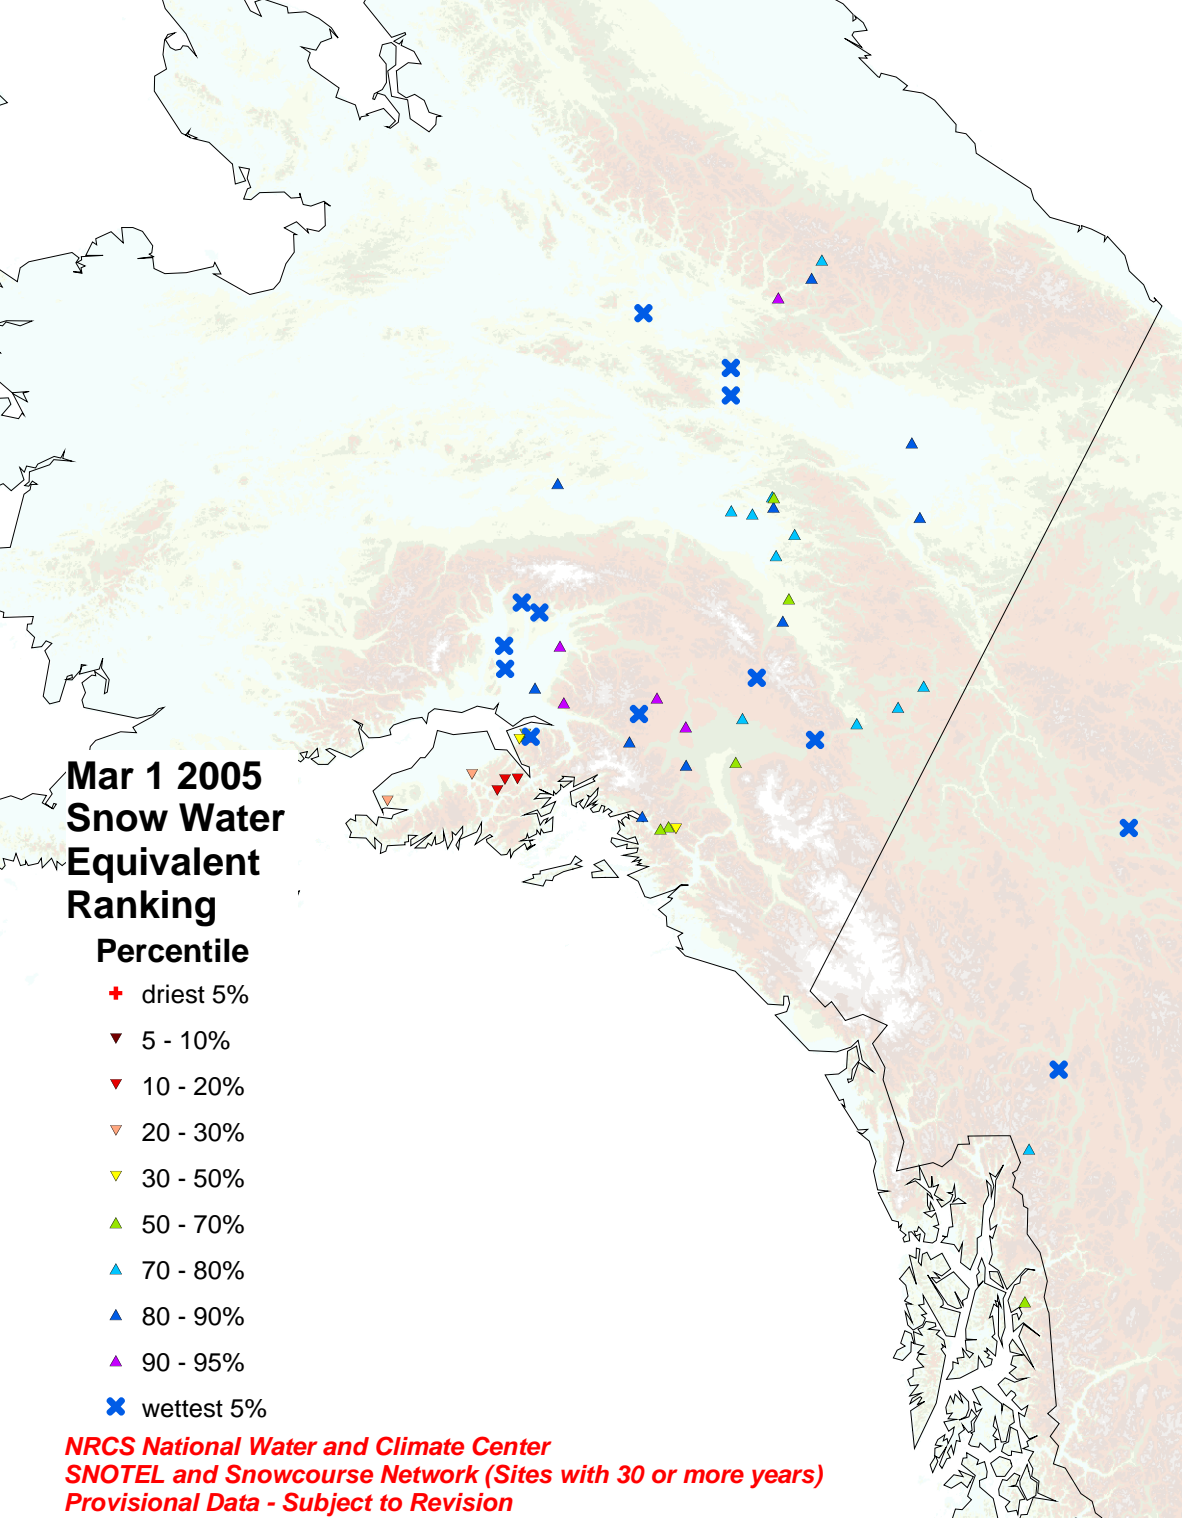 Mar 1 2005
Snow Water
Equivalent
Ranking
Percentile
driest 5%
5 - 10%
10 - 20%
20 - 30%
30 - 50%
50 - 70%
70 - 80%
80 - 90%
90 - 95%
wettest 5%
NRCS National Water and Climate Center
SNOTEL and Snowcourse Network (Sites with 30 or more years)
Provisional Data - Subject to Revision